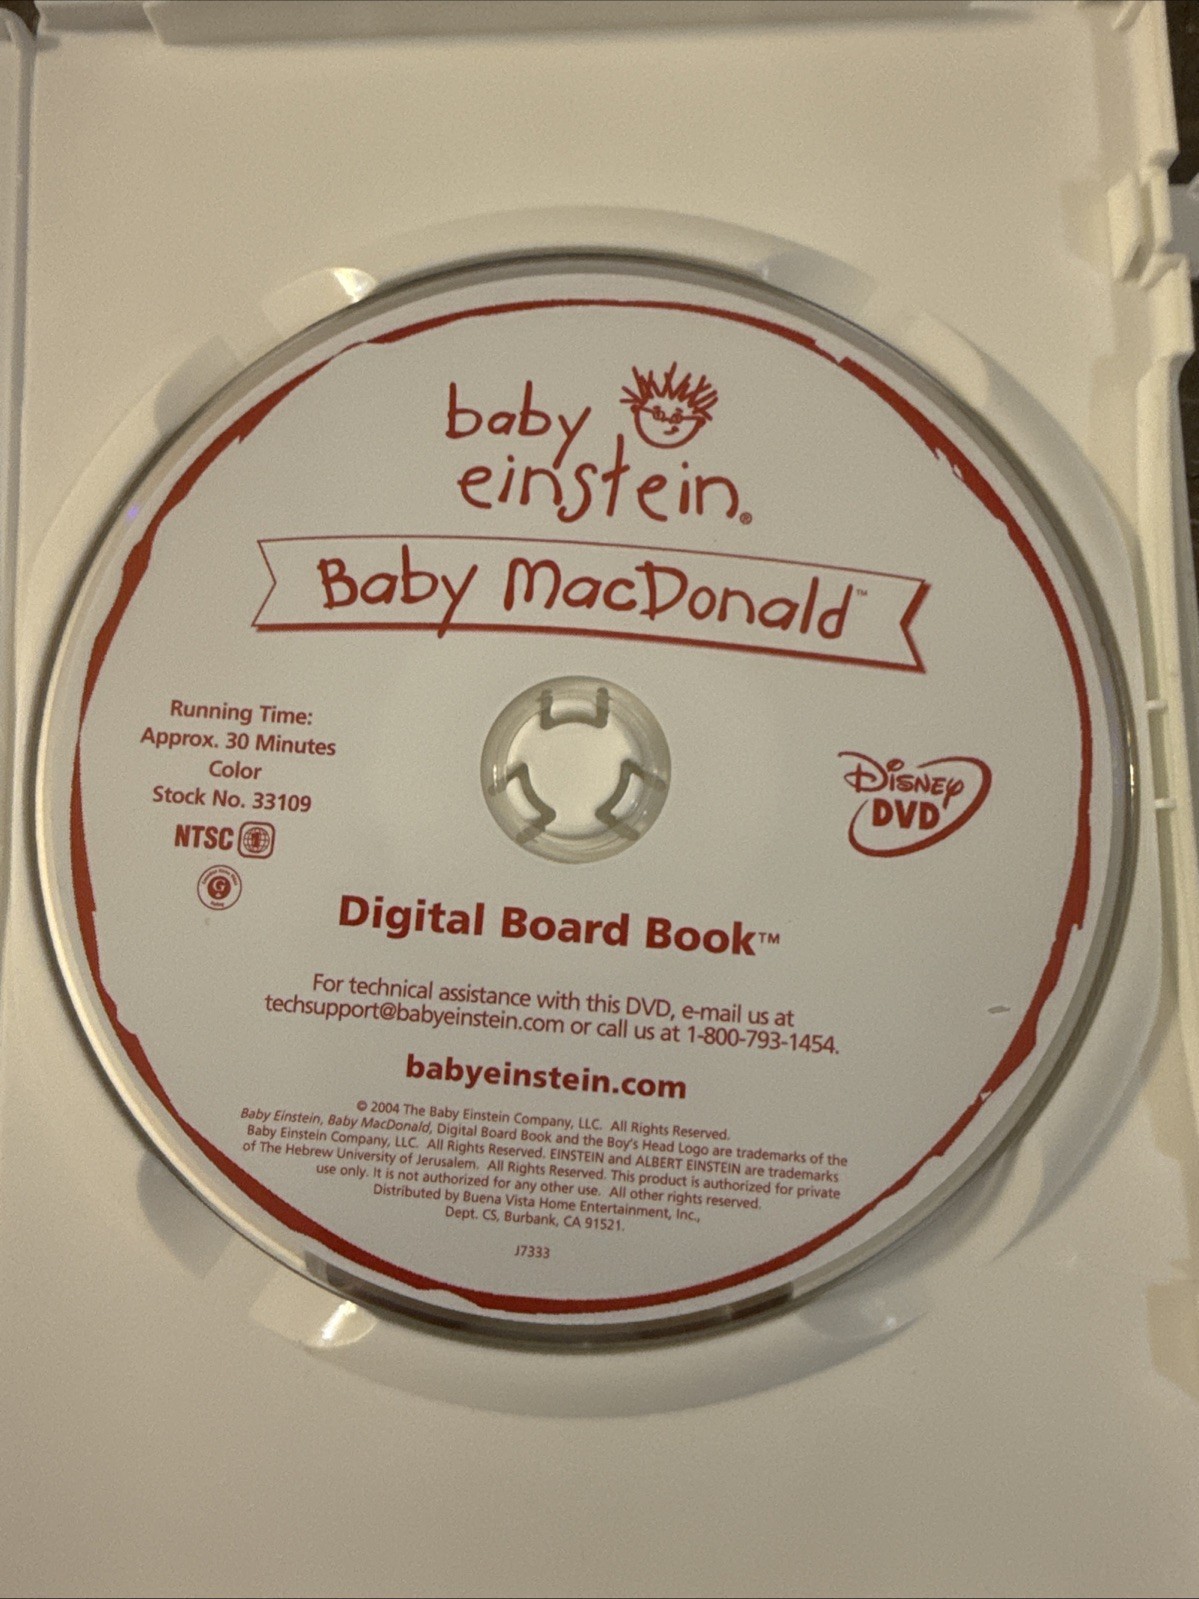 baby
einstein®
Baby MacDonald™
Running Time:
Approx. 30 Minutes
Color
Stock No. 33109
NTSC 1
G
Disney
DVD
Digital Board Book™
For technical assistance with this DVD, e-mail us at
techsupport@babyeinstein.com or call us at 1-800-793-1454.
babyeinstein.com
© 2004 The Baby Einstein Company, LLC. All Rights Reserved.
Baby Einstein, Baby MacDonald, Digital Board Book and the Boy's Head Logo are trademarks of the
Baby Einstein Company, LLC. All Rights Reserved. EINSTEIN and ALBERT EINSTEIN are trademarks
of The Hebrew University of Jerusalem. All Rights Reserved. This product is authorized for private
use only. It is not authorized for any other use. All other rights reserved.
Distributed by Buena Vista Home Entertainment, Inc.,
Dept. CS, Burbank, CA 91521.
J7333